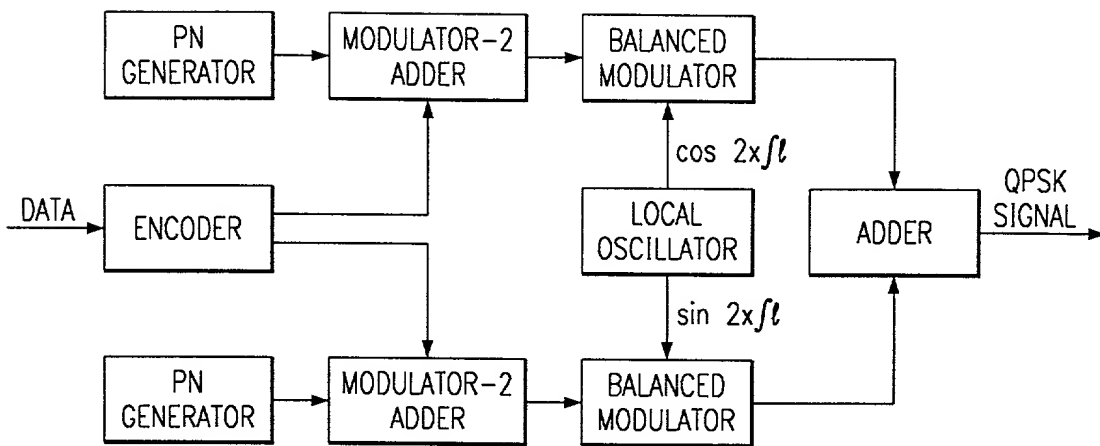 PN
GENERATOR
MODULATOR-2
ADDER
BALANCED
MODULATOR
cos 2x∫ℓ
DATA
ENCODER
LOCAL
OSCILLATOR
ADDER
QPSK
SIGNAL
sin 2x∫ℓ
PN
GENERATOR
MODULATOR-2
ADDER
BALANCED
MODULATOR